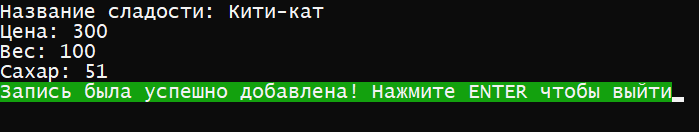 Название сладости: Кити-кат
Цена: 300
Вес: 100
Сахар: 51
Запись была успешно добавлена! Нажмите ENTER чтобы выйти